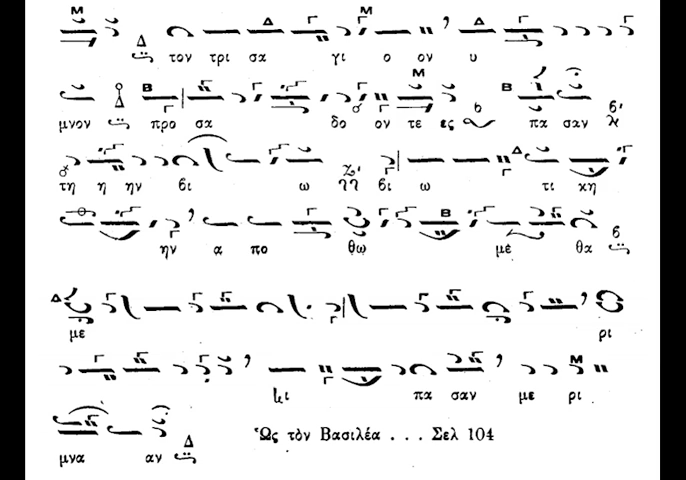 τον τρι σα γι ο ον υ
μνον προ σα δο ον τε ες πα σαν
τη η ην βι ω βι ω τι κη
ην α πο θω με θα
με ρι
κι πα σαν με ρι
μνα αν Ὡς τὸν Βασιλέα . . . Σελ 104